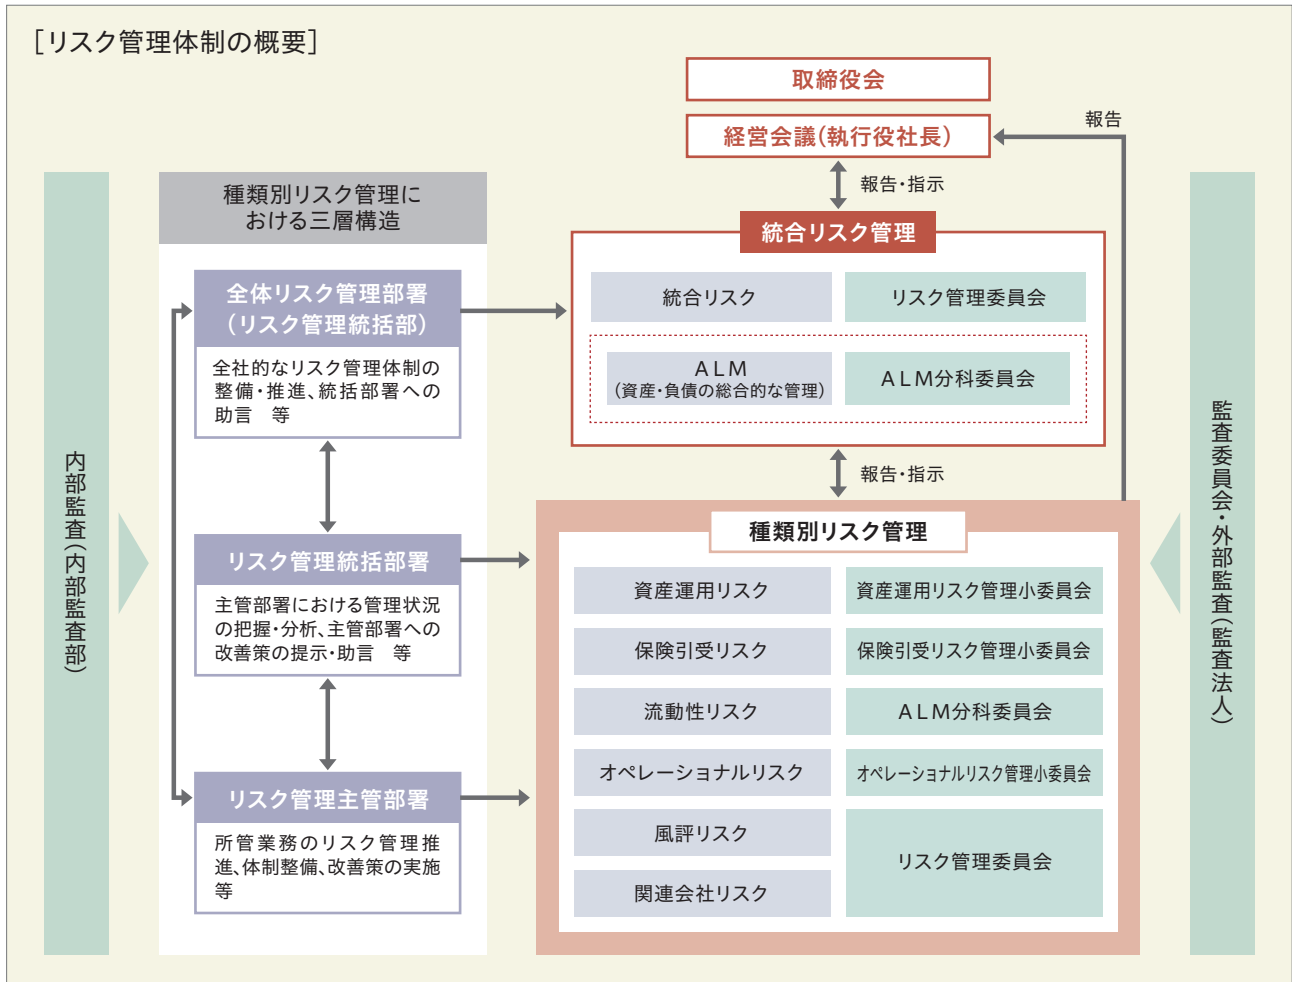 [リスク管理体制の概要]
取締役会
経営会議(執行役社長)
報告
報告・指示
種類別リスク管理に
おける三層構造
全体リスク管理部署
(リスク管理統括部)
全社的なリスク管理体制の
整備・推進、統括部署への
助言　等
リスク管理統括部署
主管部署における管理状況
の把握・分析、主管部署への
改善策の提示・助言　等
リスク管理主管部署
所管業務のリスク管理推
進、体制整備、改善策の実施
等
統合リスク管理
統合リスク
リスク管理委員会
ALM
(資産・負債の総合的な管理)
ALM分科委員会
報告・指示
種類別リスク管理
資産運用リスク
資産運用リスク管理小委員会
保険引受リスク
保険引受リスク管理小委員会
流動性リスク
ALM分科委員会
オペレーショナルリスク
オペレーショナルリスク管理小委員会
風評リスク
関連会社リスク
リスク管理委員会
内部監査(内部監査部)
監査委員会・外部監査(監査法人)